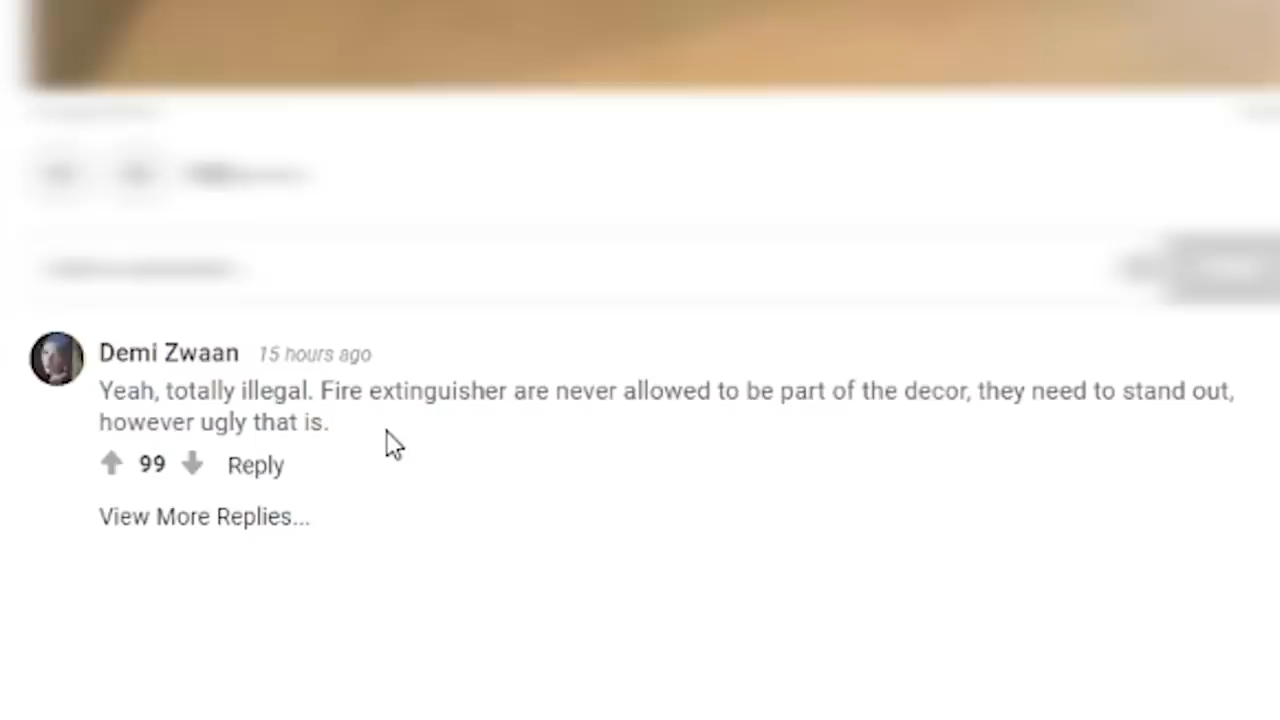 Demi Zwaan 15 hours ago
Yeah, totally illegal. Fire extinguisher are never allowed to be part of the decor, they need to stand out,
however ugly that is.
99 Reply
View More Replies...